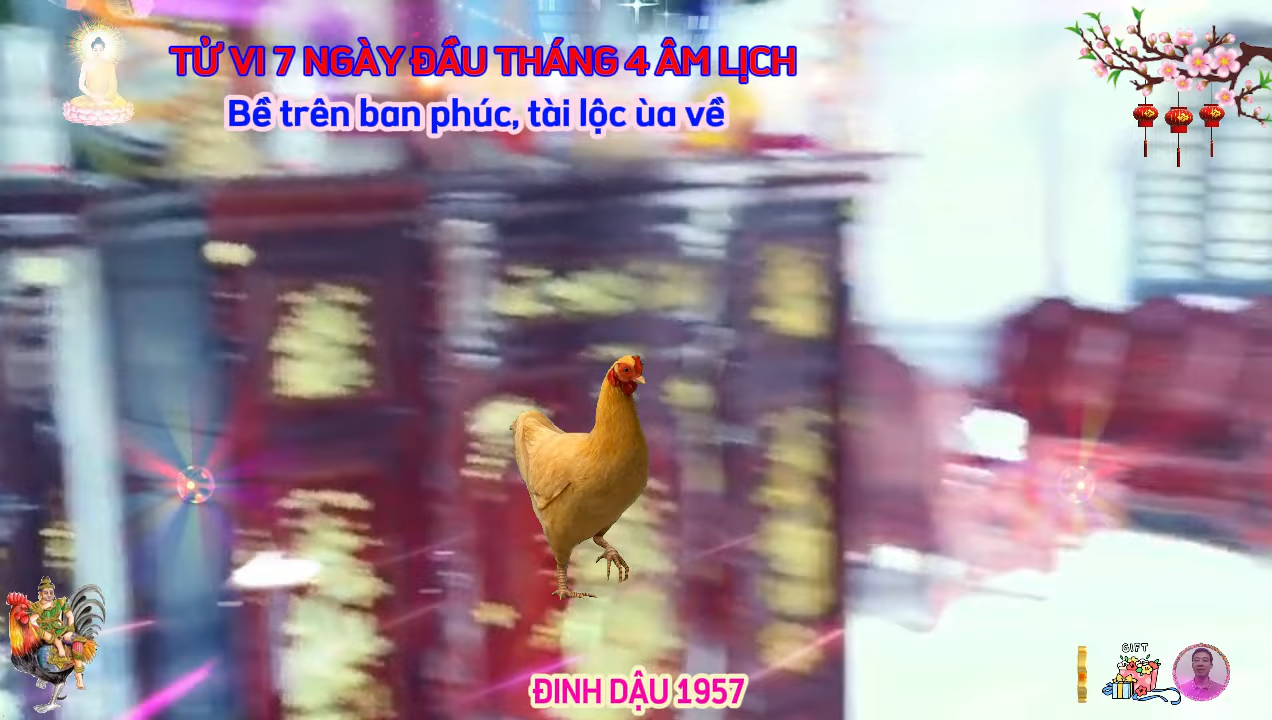 TỬ VI 7 NGÀY ĐẦU THÁNG 4 ÂM LỊCH
Bề trên ban phúc, tài lộc ùa về
GIFT
ĐINH DẬU 1957